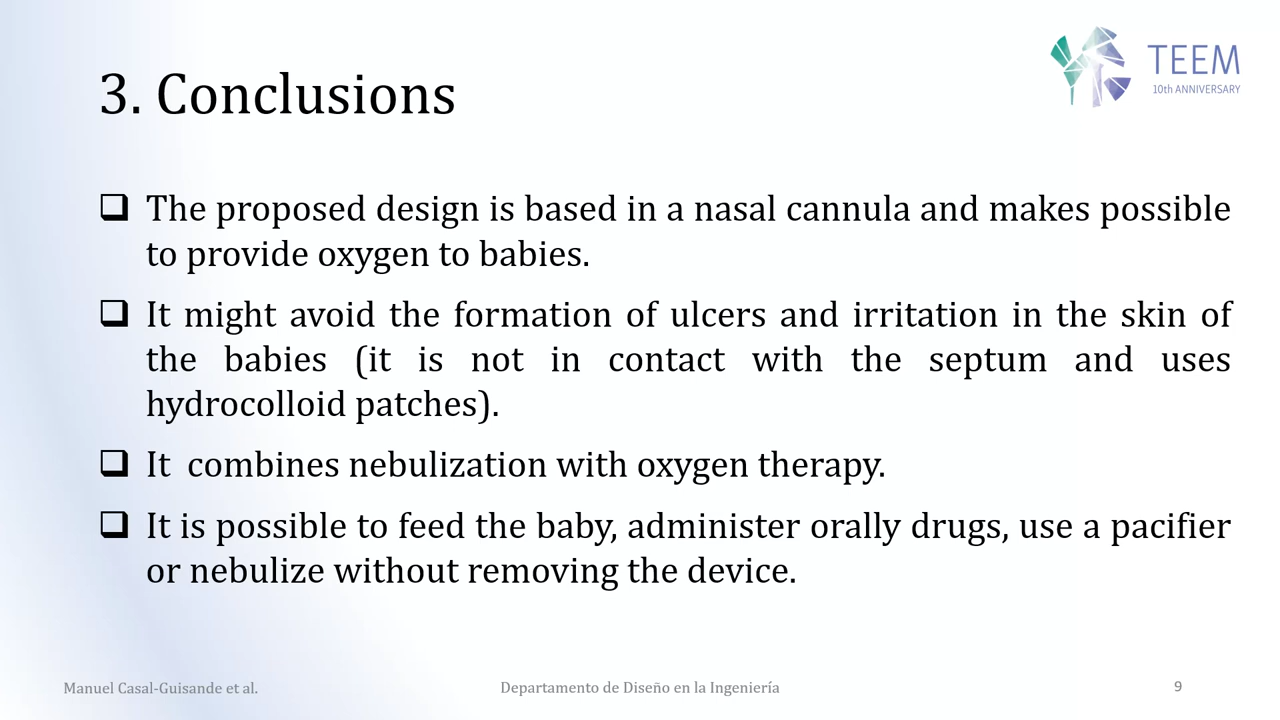 TEEM
10th ANNIVERSARY
3. Conclusions
The proposed design is based in a nasal cannula and makes possible
to provide oxygen to babies.
It might avoid the formation of ulcers and irritation in the skin of
the babies (it is not in contact with the septum and uses
hydrocolloid patches).
It  combines nebulization with oxygen therapy.
It is possible to feed the baby, administer orally drugs, use a pacifier
or nebulize without removing the device.
Manuel Casal-Guisande et al.
Departamento de Diseño en la Ingeniería
9